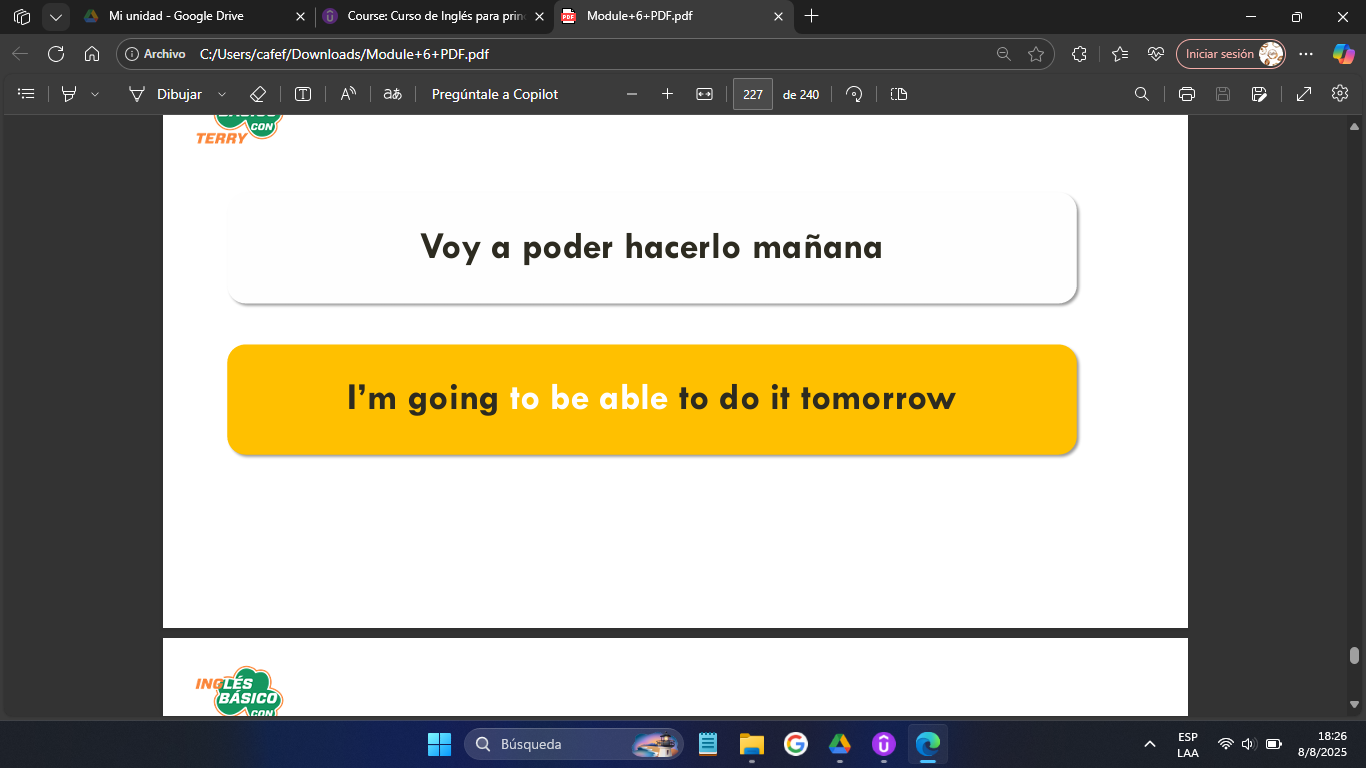 Mi unidad - Google Drive
Course: Curso de Inglés para prin
Module+6+PDF.pdf
Archivo
C:/Users/cafef/Downloads/Module+6+PDF.pdf
Iniciar sesión
Dibujar
aあ
Pregúntale a Copilot
227
de 240
CON
TERRY
Voy a poder hacerlo mañana
I'm going to be able to do it tomorrow
INGLÉS
BÁSICO
CON
Búsqueda
ESP
LAA
18:26
8/8/2025